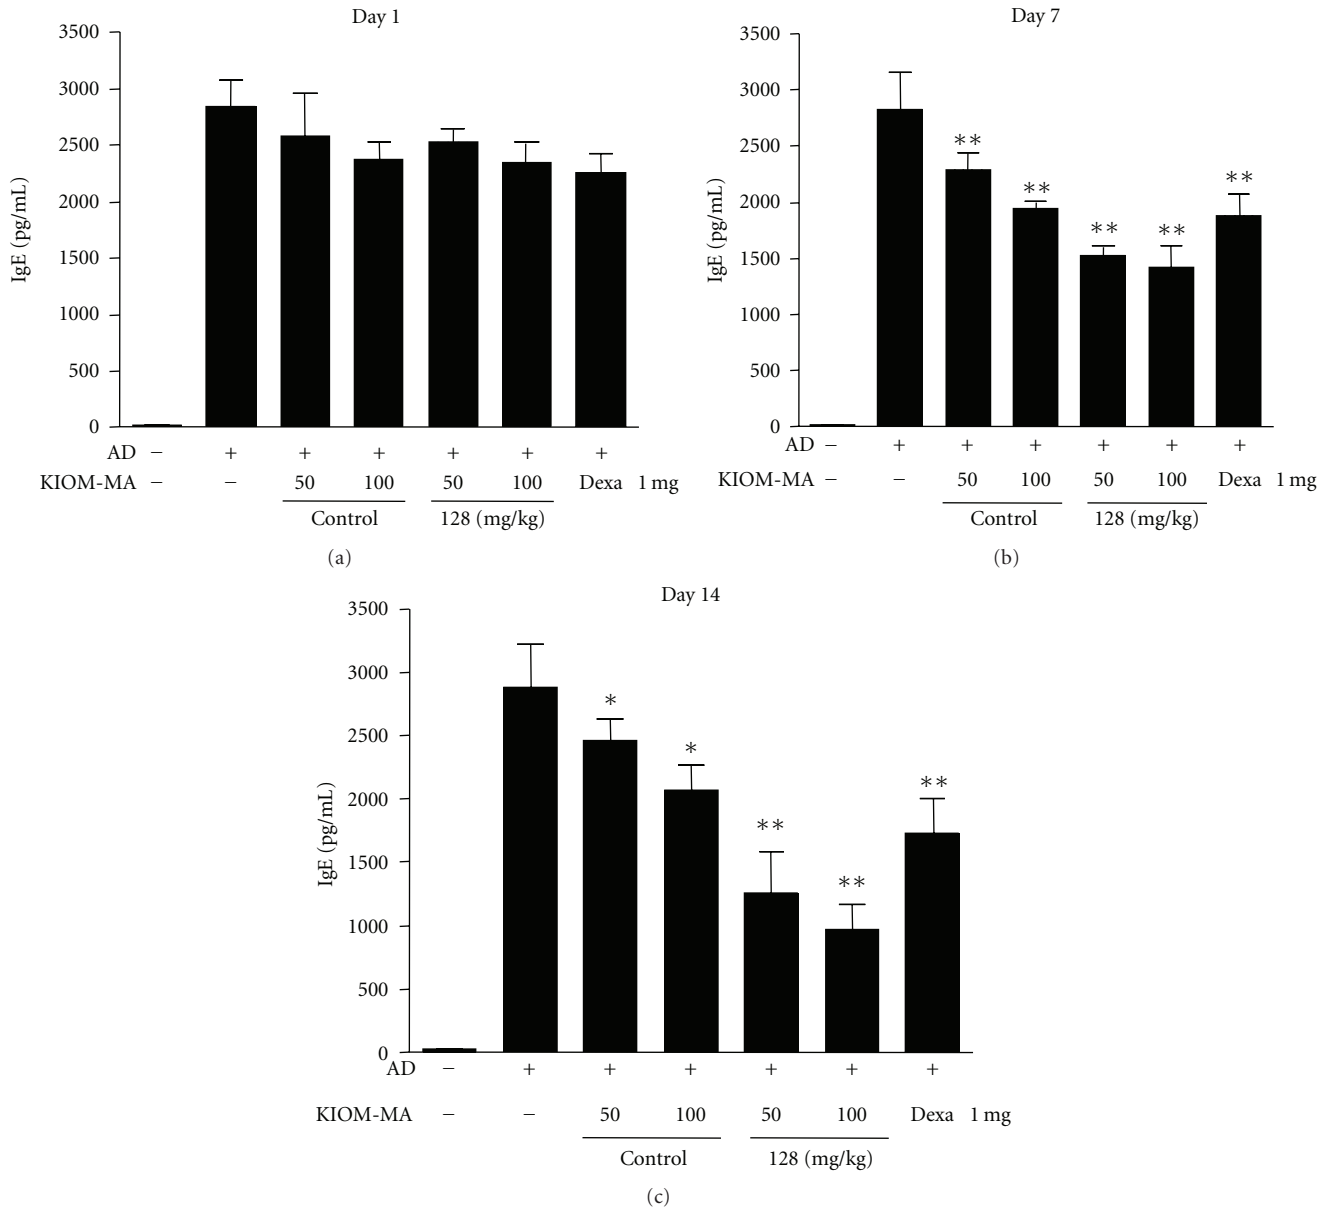 Day 1
3500
3000
2500
2000
1500
1000
500
0
IgE (pg/mL)
AD − + + + + + +
KIOM-MA − − 50 100 50 100 Dexa 1 mg
Control 128 (mg/kg)
(a)
Day 7
3500
3000
2500
2000
1500
1000
500
0
IgE (pg/mL)
** ** ** ** **
AD − + + + + + +
KIOM-MA − − 50 100 50 100 Dexa 1 mg
Control 128 (mg/kg)
(b)
Day 14
3500
3000
2500
2000
1500
1000
500
0
IgE (pg/mL)
* * ** ** **
AD − + + + + + +
KIOM-MA − − 50 100 50 100 Dexa 1 mg
Control 128 (mg/kg)
(c)